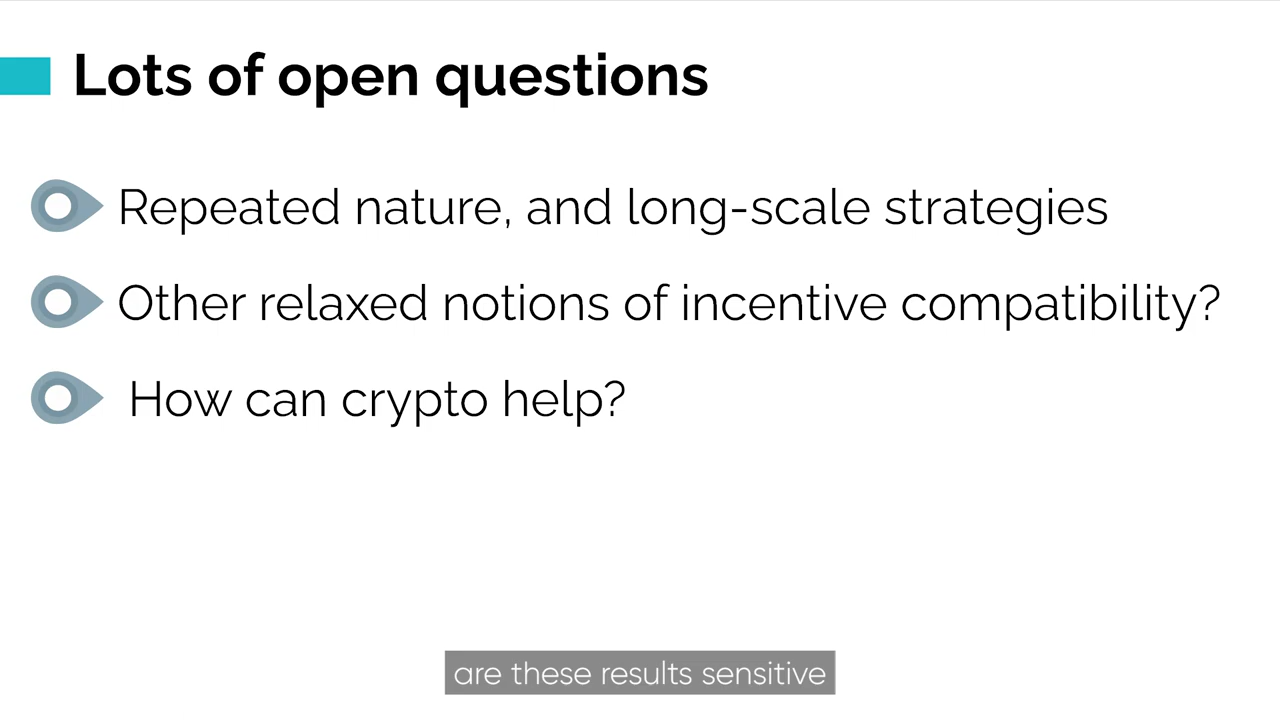 Lots of open questions
Repeated nature, and long-scale strategies
Other relaxed notions of incentive compatibility?
How can crypto help?
are these results sensitive